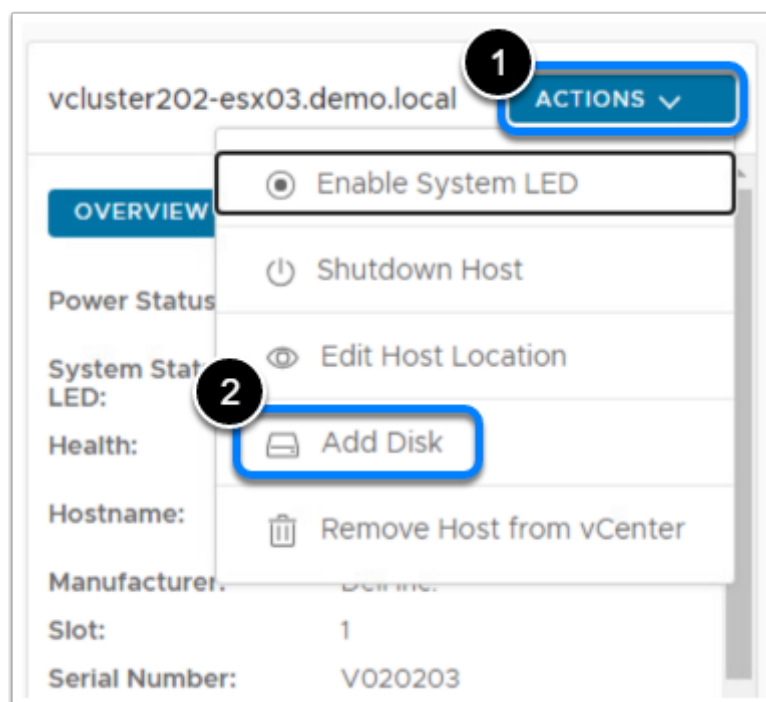 1
vcluster202-esx03.demo.local ACTIONS
Enable System LED
OVERVIEW
Shutdown Host
Power Status
Edit Host Location
System Stat
LED:
2
Add Disk
Health:
Hostname:
Remove Host from vCenter
Manufacturer:
Slot: 1
Serial Number: V020203